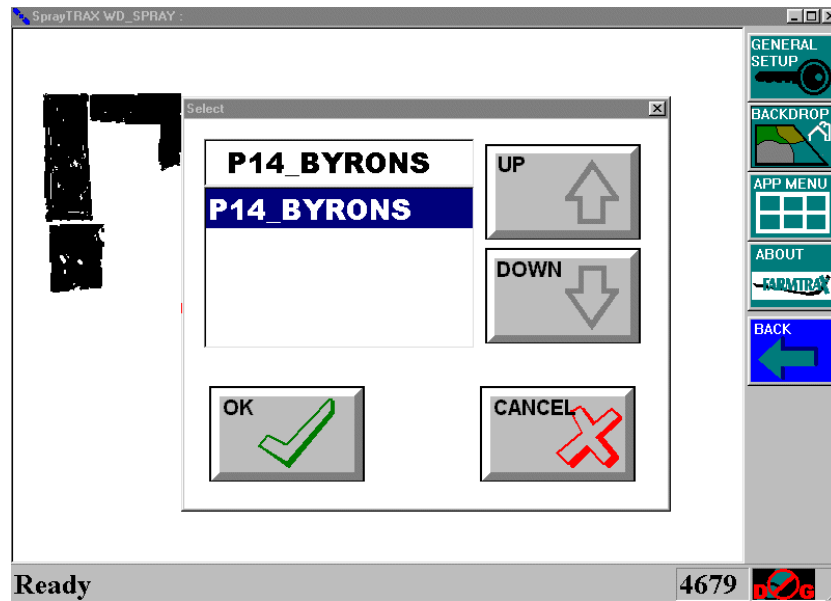 SprayTRAX WD_SPRAY :
GENERAL
SETUP
BACKDROP
APP MENU
ABOUT
FARMTRAX
BACK
Select
P14_BYRONS
P14_BYRONS
UP
DOWN
OK
CANCEL
Ready
4679